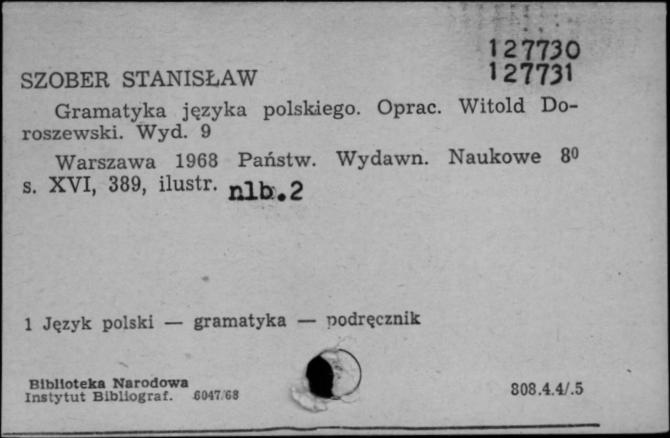 127730
127731
SZOBER STANISŁAW
Gramatyka języka polskiego. Oprac. Witold Do-
roszewski. Wyd. 9
Warszawa 1968 Państw. Wydawn. Naukowe 8⁰
s. XVI, 389, ilustr. nlb.2
1 Język polski — gramatyka — podręcznik
Biblioteka Narodowa
Instytut Bibliograf. 6047/68
808.4.4/.5